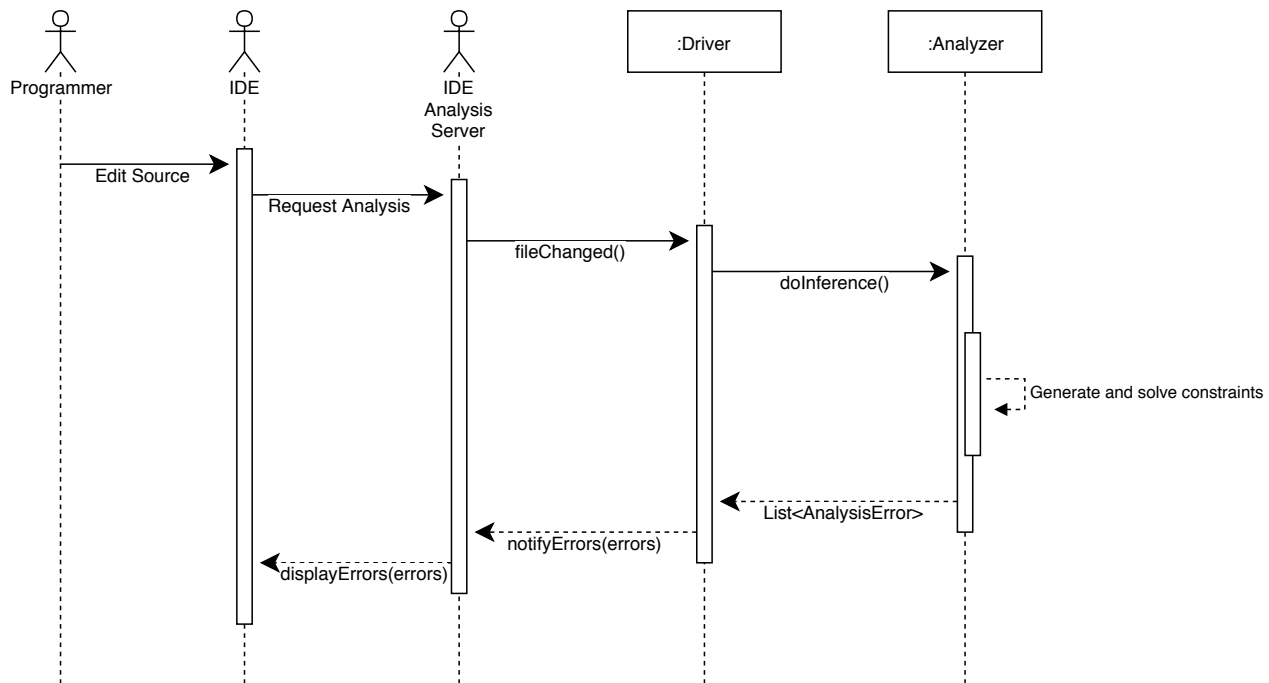 :Driver
:Analyzer
Programmer
IDE
IDE
Analysis
Server
Edit Source
Request Analysis
fileChanged()
doInference()
Generate and solve constraints
List<AnalysisError>
notifyErrors(errors)
displayErrors(errors)